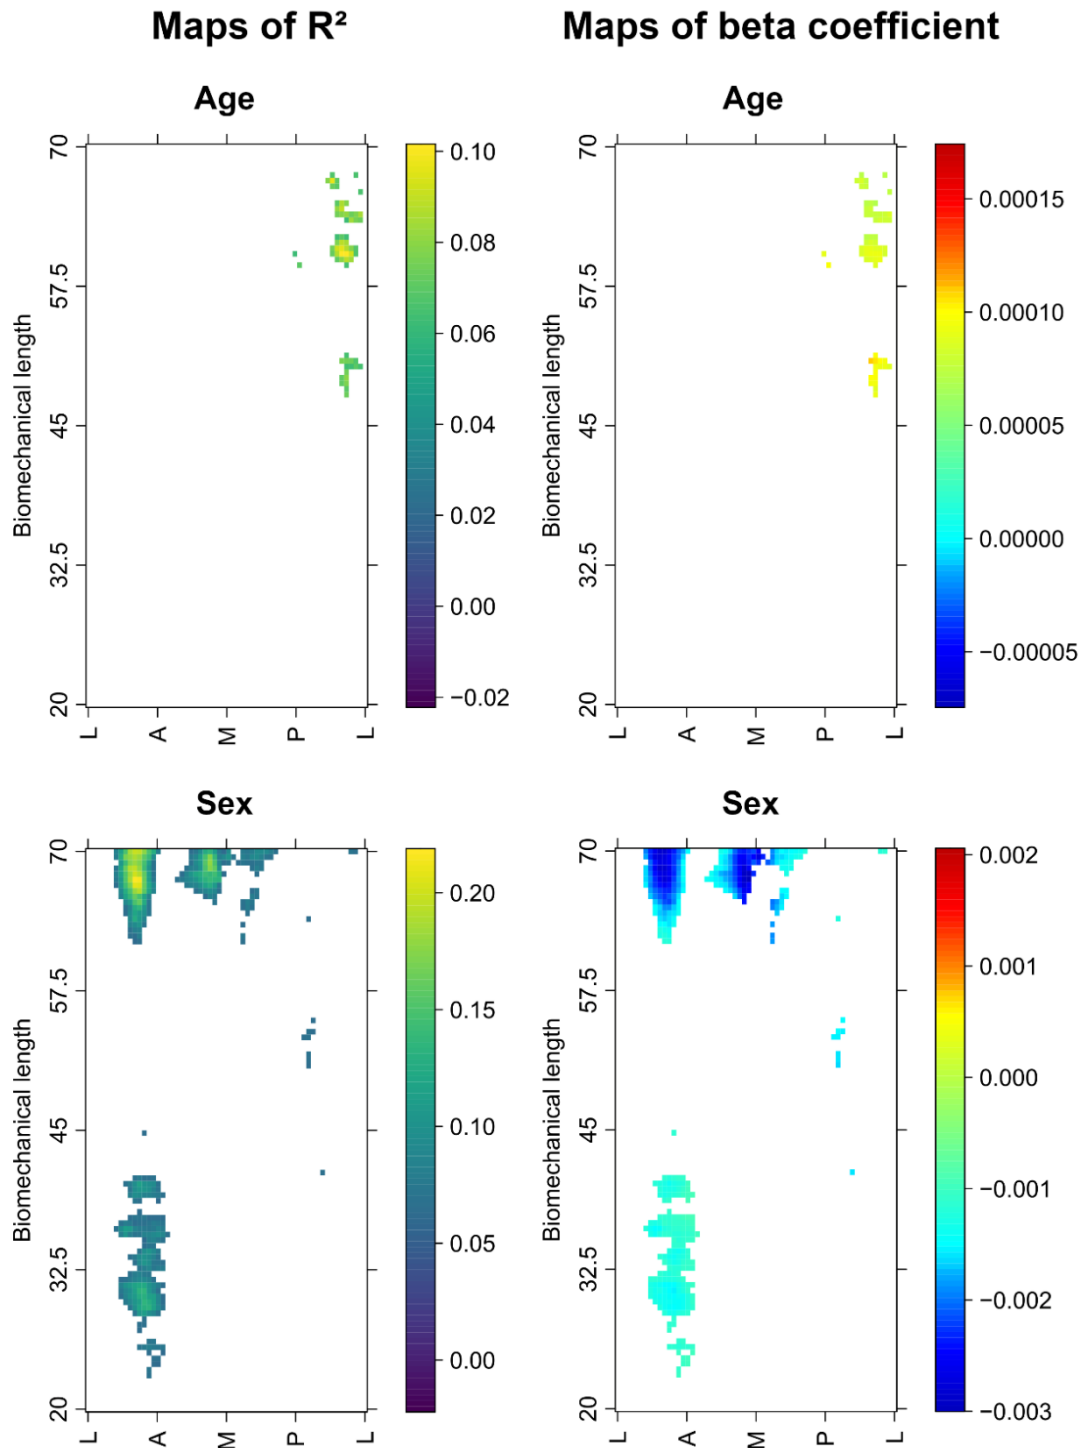 Maps of R²
Maps of beta coefficient
Age
Age
Biomechanical length
70
57.5
45
32.5
20
L
A
M
P
L
0.10
0.08
0.06
0.04
0.02
0.00
−0.02
Biomechanical length
70
57.5
45
32.5
20
L
A
M
P
L
0.00015
0.00010
0.00005
0.00000
−0.00005
Sex
Sex
Biomechanical length
70
57.5
45
32.5
20
L
A
M
P
L
0.20
0.15
0.10
0.05
0.00
Biomechanical length
70
57.5
45
32.5
20
L
A
M
P
L
0.002
0.001
0.000
−0.001
−0.002
−0.003